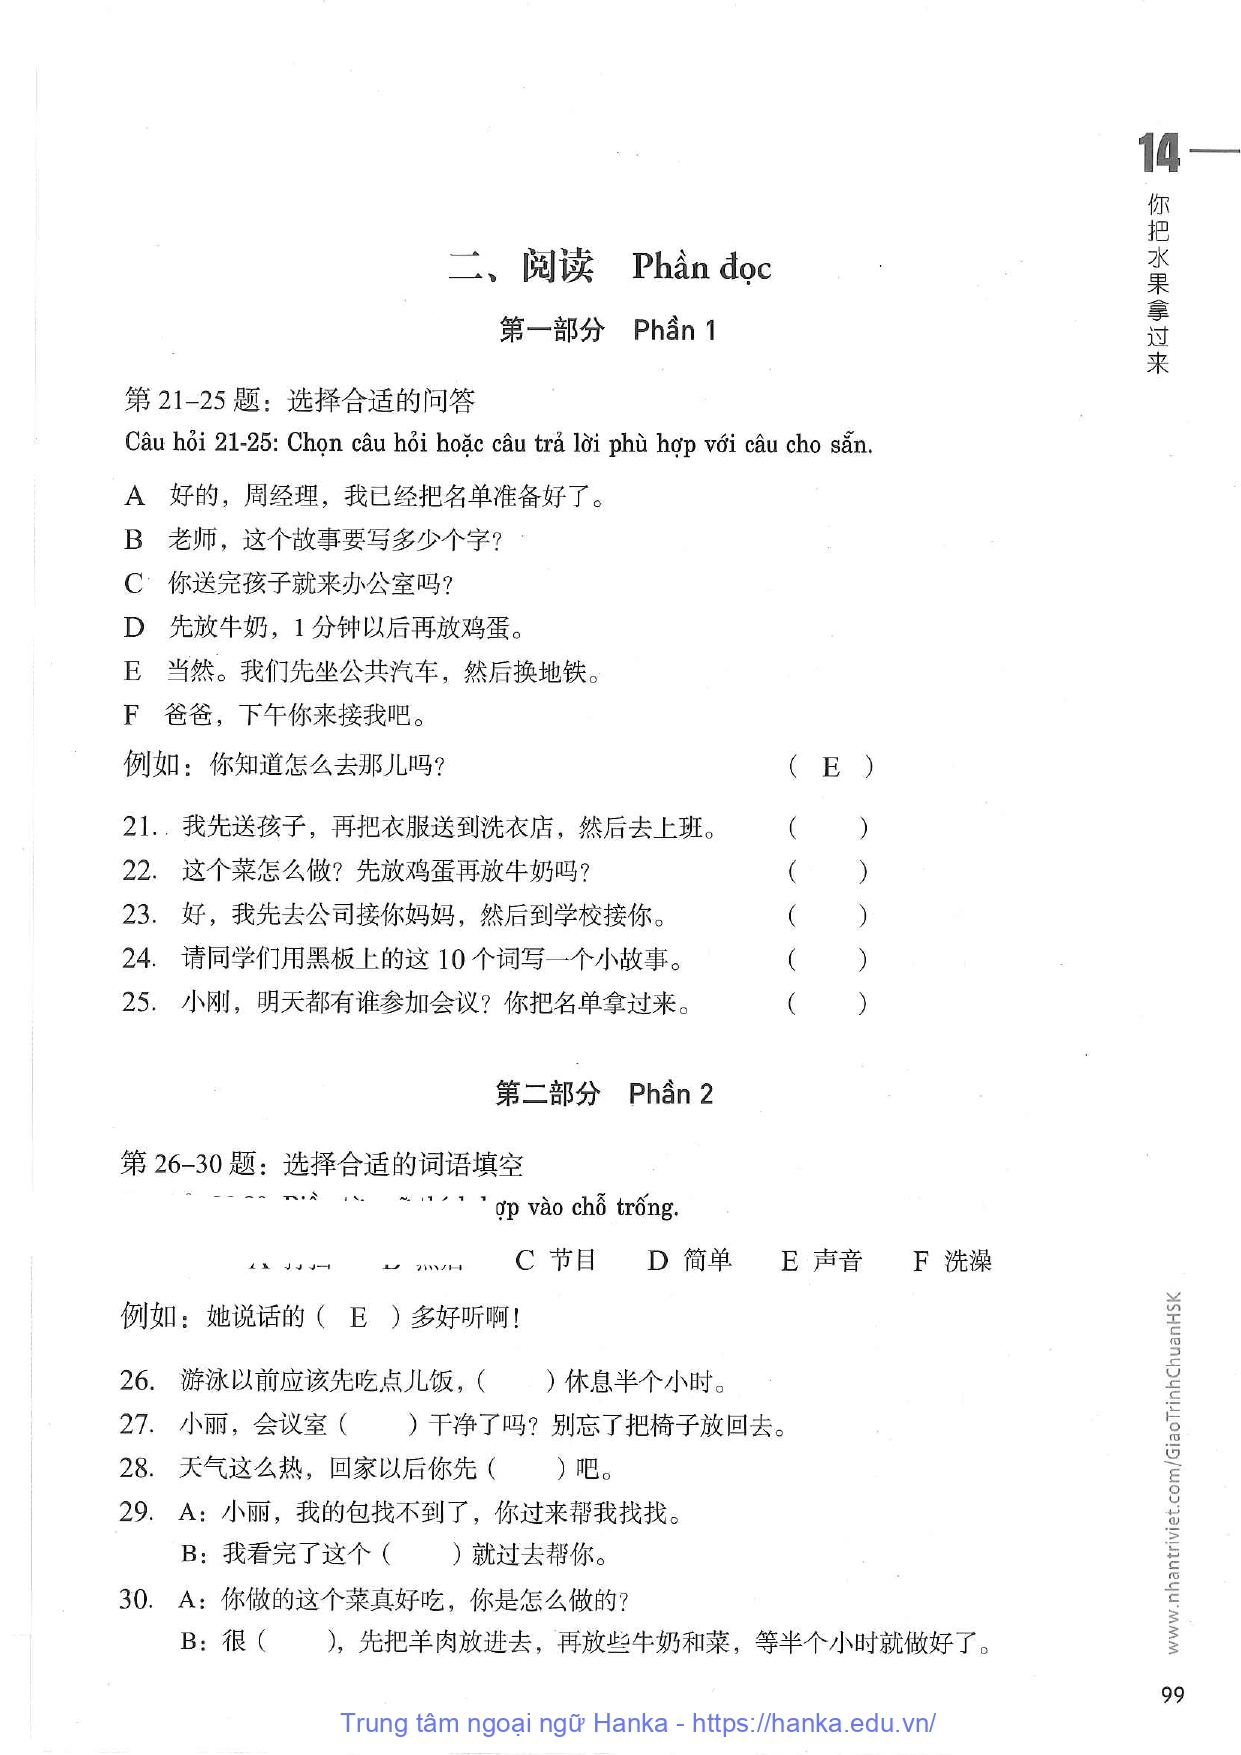 14
你把水果拿过来
二、阅读 Phần đọc
第一部分 Phần 1
第 21–25 题：选择合适的问答
Câu hỏi 21-25: Chọn câu hỏi hoặc câu trả lời phù hợp với câu cho sẵn.
A 好的，周经理，我已经把名单准备好了。
B 老师，这个故事要写多少个字？
C 你送完孩子就来办公室吗？
D 先放牛奶，1 分钟以后再放鸡蛋。
E 当然。我们先坐公共汽车，然后换地铁。
F 爸爸，下午你来接我吧。
例如：你知道怎么去那儿吗？ （ E ）
21. 我先送孩子，再把衣服送到洗衣店，然后去上班。 （ ）
22. 这个菜怎么做？先放鸡蛋再放牛奶吗？ （ ）
23. 好，我先去公司接你妈妈，然后到学校接你。 （ ）
24. 请同学们用黑板上的这 10 个词写一个小故事。 （ ）
25. 小刚，明天都有谁参加会议？你把名单拿过来。 （ ）
第二部分 Phần 2
第 26–30 题：选择合适的词语填空
ợp vào chỗ trống.
C 节目 D 简单 E 声音 F 洗澡
例如：她说话的（ E ）多好听啊！
26. 游泳以前应该先吃点儿饭，（ ）休息半个小时。
27. 小丽，会议室（ ）干净了吗？别忘了把椅子放回去。
28. 天气这么热，回家以后你先（ ）吧。
29. A：小丽，我的包找不到了，你过来帮我找找。
B：我看完了这个（ ）就过去帮你。
30. A：你做的这个菜真好吃，你是怎么做的？
B：很（ ），先把羊肉放进去，再放些牛奶和菜，等半个小时就做好了。
www.nhantriviet.com/GiaoTrinhChuanHSK
99
Trung tâm ngoại ngữ Hanka - https://hanka.edu.vn/